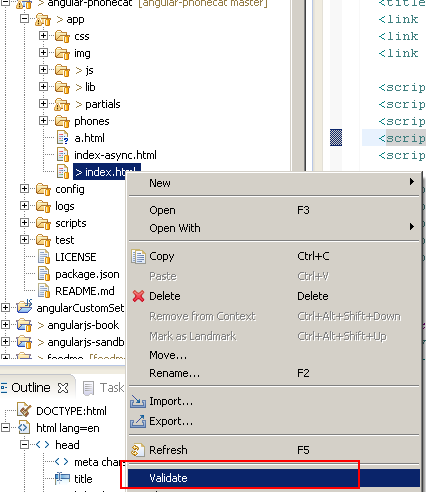 > angular-phonecat [angular-phonecat master]
> app
css
img
> js
> lib
> partials
phones
a.html
index-async.html
> index.html
config
logs
scripts
test
LICENSE
package.json
README.md
angularCustomSet
> angularjs-book
> angularjs-sandb
Outline
Task
DOCTYPE:html
html lang=en
head
meta char
title
<title
<link
<link
<link
<scrip
<scrip
<scrip
<scrip
New
Open F3
Open With
Copy Ctrl+C
Paste Ctrl+V
Delete Delete
Remove from Context Ctrl+Alt+Shift+Down
Mark as Landmark Ctrl+Alt+Shift+Up
Move...
Rename... F2
Import...
Export...
Refresh F5
Validate